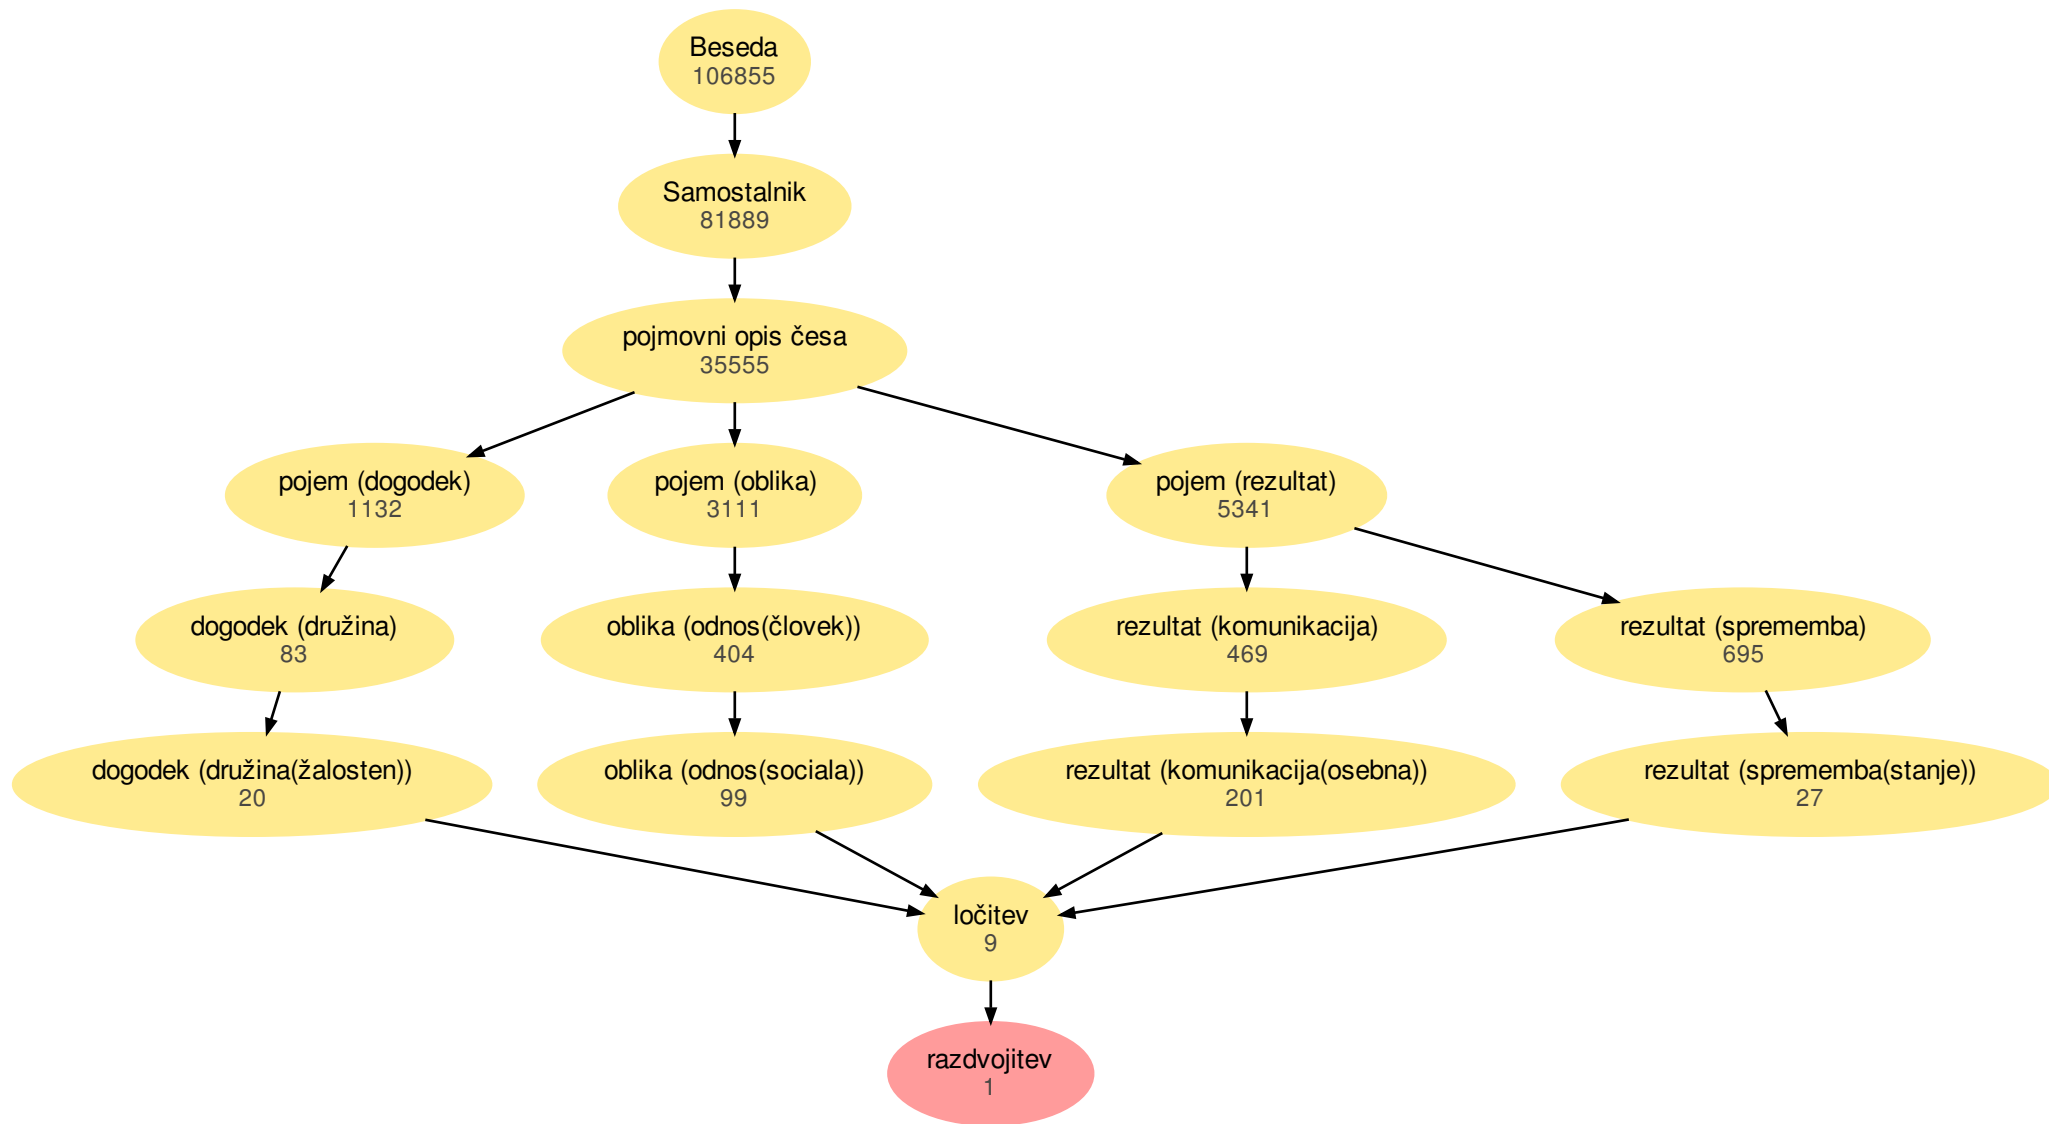 Beseda
106855
Samostalnik
81889
pojmovni opis česa
35555
pojem (dogodek)
1132
pojem (oblika)
3111
pojem (rezultat)
5341
dogodek (družina)
83
oblika (odnos(človek))
404
rezultat (komunikacija)
469
rezultat (sprememba)
695
dogodek (družina(žalosten))
20
oblika (odnos(sociala))
99
rezultat (komunikacija(osebna))
201
rezultat (sprememba(stanje))
27
ločitev
9
razdvojitev
1